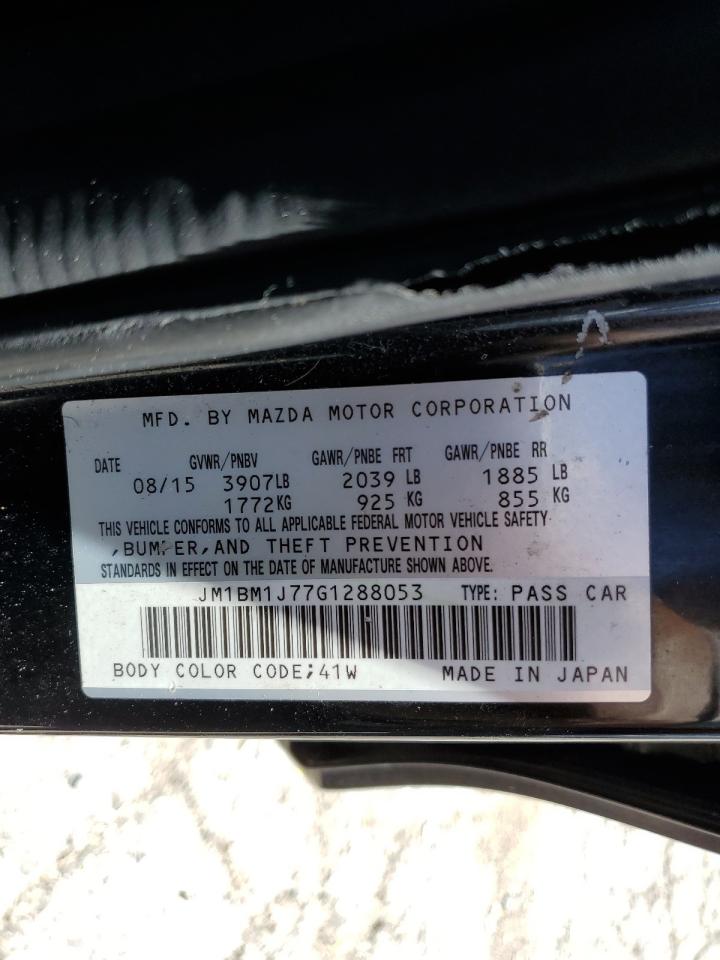 MFD. BY MAZDA MOTOR CORPORATION
DATE GVWR/PNBV GAWR/PNBE FRT GAWR/PNBE RR
08/15 3907LB 2039 LB 1885 LB
1772KG 925 KG 855 KG
THIS VEHICLE CONFORMS TO ALL APPLICABLE FEDERAL MOTOR VEHICLE SAFETY
,BUMPER,AND THEFT PREVENTION
STANDARDS IN EFFECT ON THE DATE OF MANUFACTURE SHOWN ABOVE.
JM1BM1J77G1288053 TYPE: PASS CAR
BODY COLOR CODE;41W MADE IN JAPAN